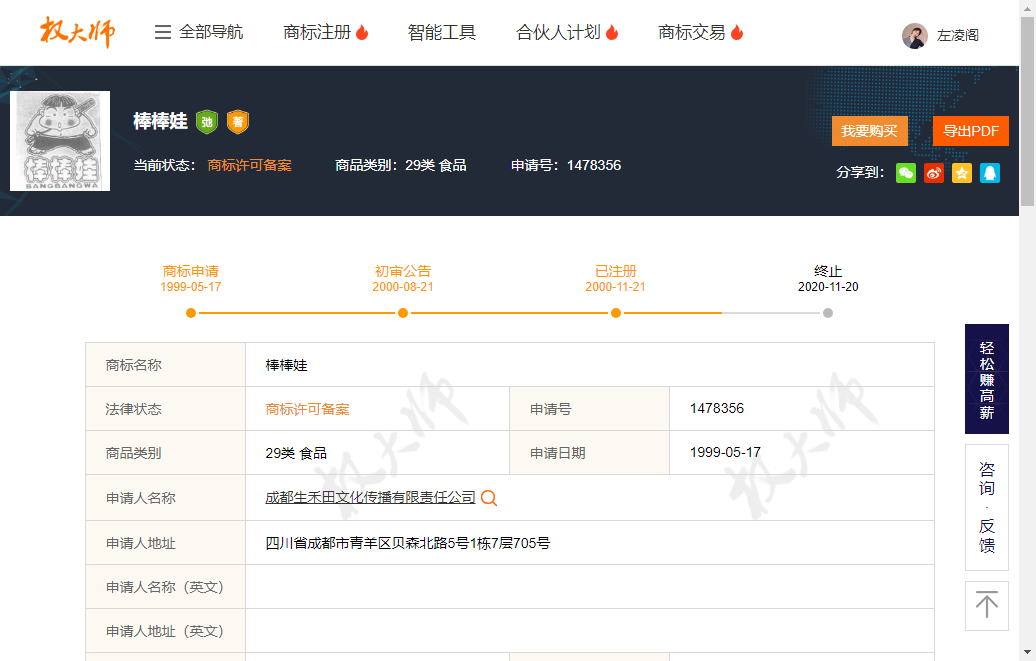 权大师
全部导航 商标注册 智能工具 合伙人计划 商标交易 左凌阁
棒棒娃 驰 著
我要购买 导出PDF
当前状态： 商标许可备案 商品类别：29类 食品 申请号：1478356
分享到：
棒棒娃
BANGBANGWA
商标申请 初审公告 已注册 终止
1999-05-17 2000-08-21 2000-11-21 2020-11-20
商标名称 棒棒娃
法律状态 商标许可备案 申请号 1478356
商品类别 29类 食品 申请日期 1999-05-17
申请人名称 成都生禾田文化传播有限责任公司
申请人地址 四川省成都市青羊区贝森北路5号1栋7层705号
申请人名称（英文）
申请人地址（英文）
权大师 权大师
轻松赚高薪
咨询·反馈